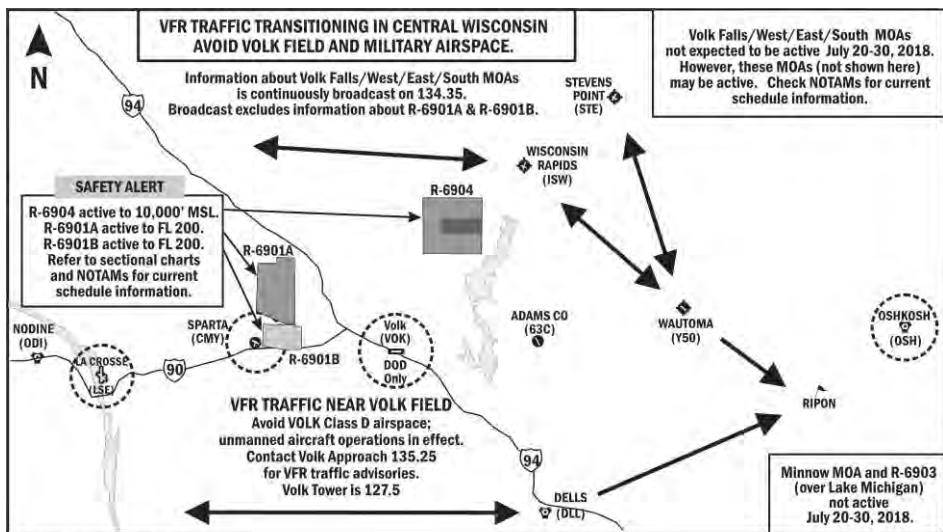 VFR TRAFFIC TRANSITIONING IN CENTRAL WISCONSIN
AVOID VOLK FIELD AND MILITARY AIRSPACE.
N
94
Information about Volk Falls/West/East/South MOAs
is continuously broadcast on 134.35.
Broadcast excludes information about R-6901A & R-6901B.
STEVENS
POINT
(STE)
Volk Falls/West/East/South MOAs
not expected to be active July 20-30, 2018.
However, these MOAs (not shown here)
may be active. Check NOTAMs for current
schedule information.
WISCONSIN
RAPIDS
(ISW)
SAFETY ALERT
R-6904 active to 10,000' MSL.
R-6901A active to FL 200.
R-6901B active to FL 200.
Refer to sectional charts
and NOTAMs for current
schedule information.
R-6904
R-6901A
NODINE
(ODI)
LA CROSSE
(LSE)
90
SPARTA
(CMY)
R-6901B
Volk
(VOK)
DOD
Only
ADAMS CO
(63C)
WAUTOMA
(Y50)
OSHKOSH
(OSH)
RIPON
VFR TRAFFIC NEAR VOLK FIELD
Avoid VOLK Class D airspace;
unmanned aircraft operations in effect.
Contact Volk Approach 135.25
for VFR traffic advisories.
Volk Tower is 127.5
94
DELLS
(DLL)
Minnow MOA and R-6903
(over Lake Michigan)
not active
July 20-30, 2018.